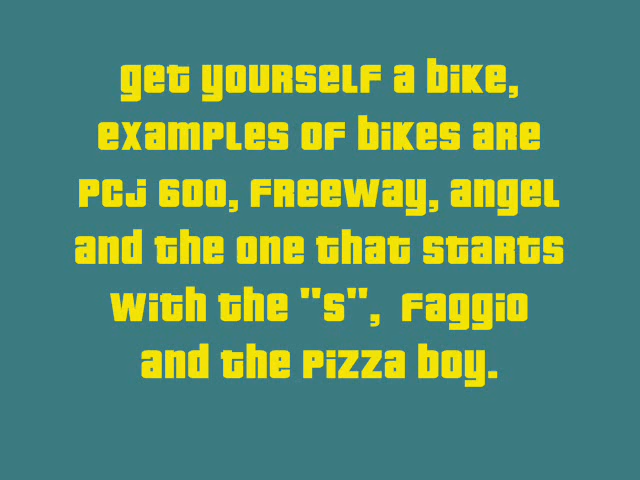 get yourself a bike,
examples of bikes are
PCJ 600, freeway, angel
and the one that starts
with the "s", faggio
and the pizza boy.